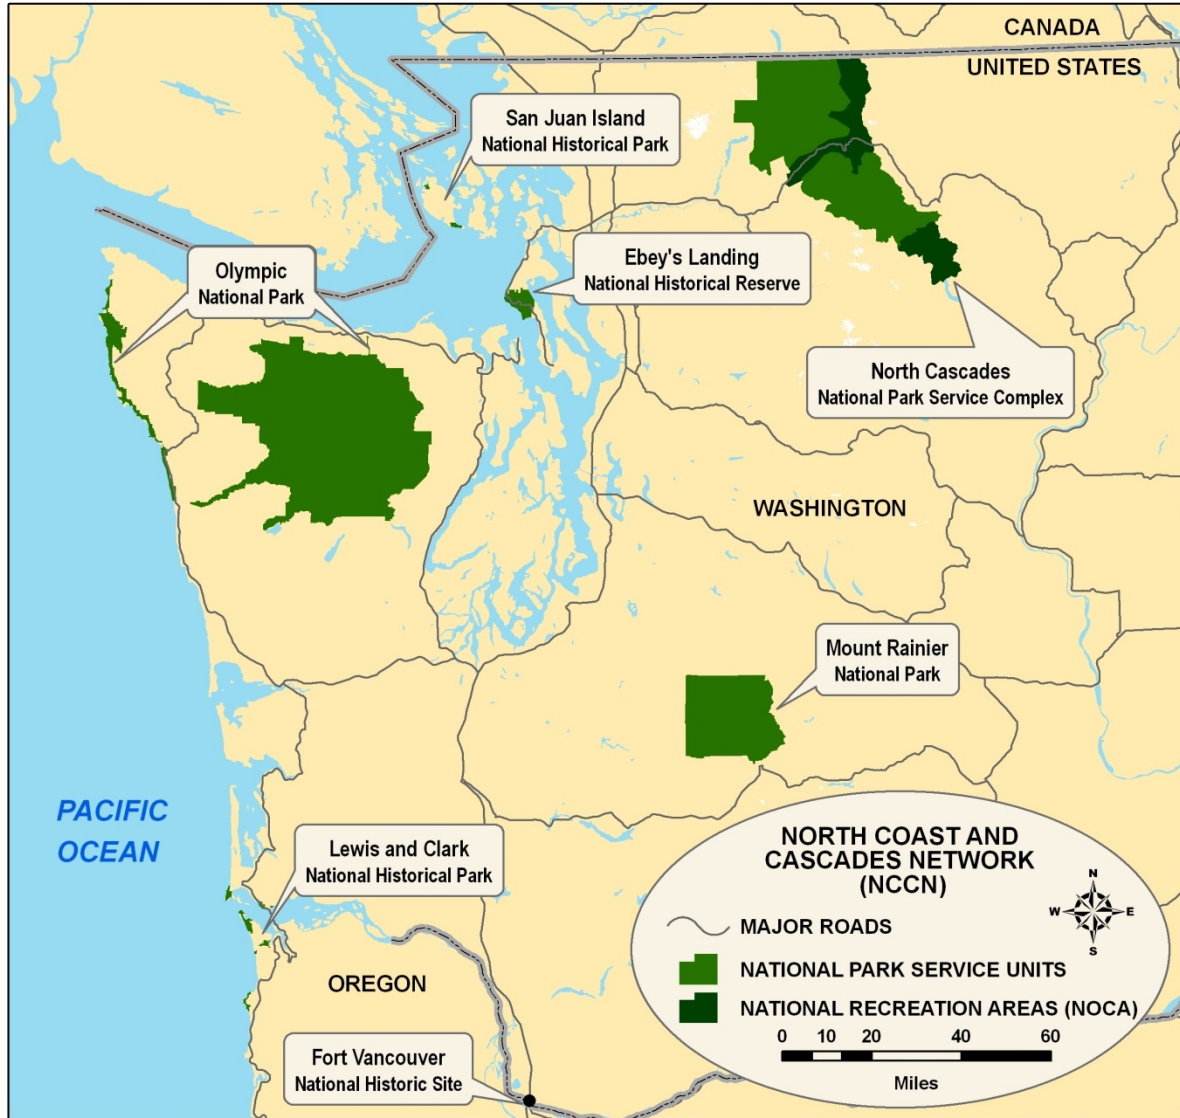 CANADA
UNITED STATES
San Juan Island
National Historical Park
Olympic
National Park
Ebey's Landing
National Historical Reserve
North Cascades
National Park Service Complex
WASHINGTON
Mount Rainier
National Park
PACIFIC
OCEAN
Lewis and Clark
National Historical Park
OREGON
Fort Vancouver
National Historic Site
NORTH COAST AND
CASCADES NETWORK
(NCCN)
N
W E
S
MAJOR ROADS
NATIONAL PARK SERVICE UNITS
NATIONAL RECREATION AREAS (NOCA)
0 10 20 40 60
Miles